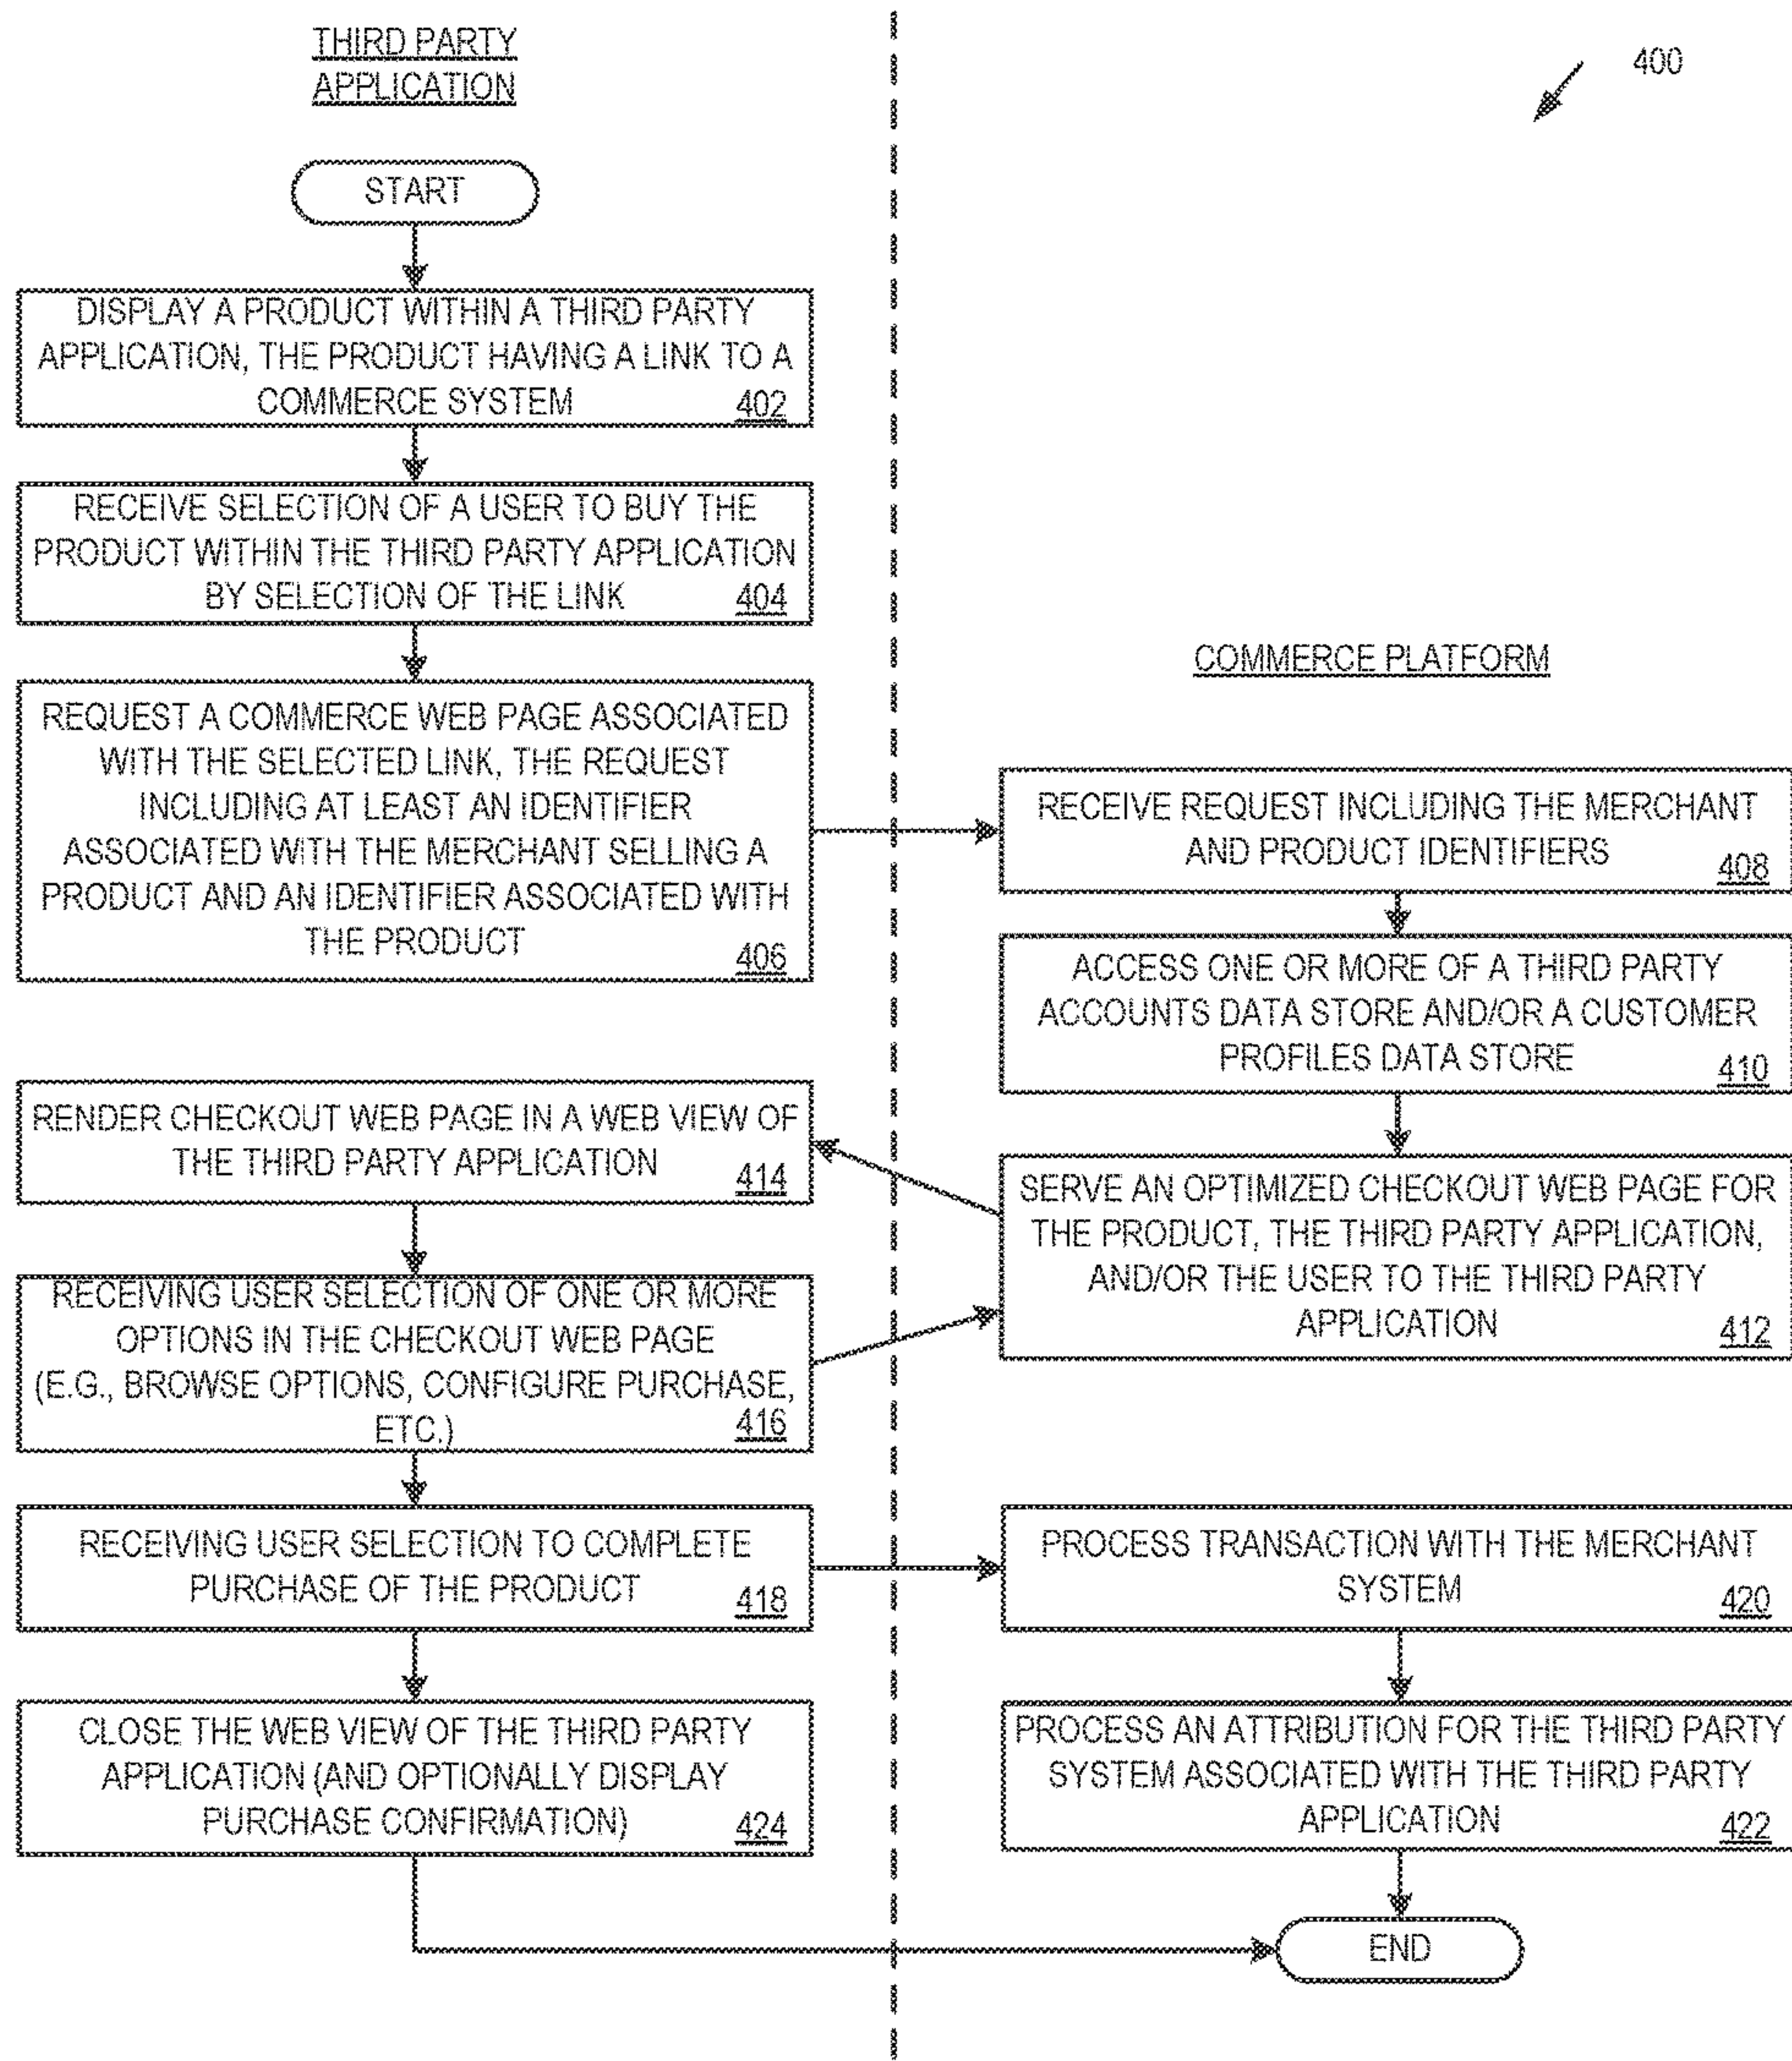 THIRD PARTY
APPLICATION
400
START
DISPLAY A PRODUCT WITHIN A THIRD PARTY
APPLICATION, THE PRODUCT HAVING A LINK TO A
COMMERCE SYSTEM 402
RECEIVE SELECTION OF A USER TO BUY THE
PRODUCT WITHIN THE THIRD PARTY APPLICATION
BY SELECTION OF THE LINK 404
REQUEST A COMMERCE WEB PAGE ASSOCIATED
WITH THE SELECTED LINK, THE REQUEST
INCLUDING AT LEAST AN IDENTIFIER
ASSOCIATED WITH THE MERCHANT SELLING A
PRODUCT AND AN IDENTIFIER ASSOCIATED WITH
THE PRODUCT 406
COMMERCE PLATFORM
RECEIVE REQUEST INCLUDING THE MERCHANT
AND PRODUCT IDENTIFIERS 408
ACCESS ONE OR MORE OF A THIRD PARTY
ACCOUNTS DATA STORE AND/OR A CUSTOMER
PROFILES DATA STORE 410
SERVE AN OPTIMIZED CHECKOUT WEB PAGE FOR
THE PRODUCT, THE THIRD PARTY APPLICATION,
AND/OR THE USER TO THE THIRD PARTY
APPLICATION 412
RENDER CHECKOUT WEB PAGE IN A WEB VIEW OF
THE THIRD PARTY APPLICATION 414
RECEIVING USER SELECTION OF ONE OR MORE
OPTIONS IN THE CHECKOUT WEB PAGE
(E.G., BROWSE OPTIONS, CONFIGURE PURCHASE,
ETC.) 416
RECEIVING USER SELECTION TO COMPLETE
PURCHASE OF THE PRODUCT 418
PROCESS TRANSACTION WITH THE MERCHANT
SYSTEM 420
PROCESS AN ATTRIBUTION FOR THE THIRD PARTY
SYSTEM ASSOCIATED WITH THE THIRD PARTY
APPLICATION 422
CLOSE THE WEB VIEW OF THE THIRD PARTY
APPLICATION (AND OPTIONALLY DISPLAY
PURCHASE CONFIRMATION) 424
END